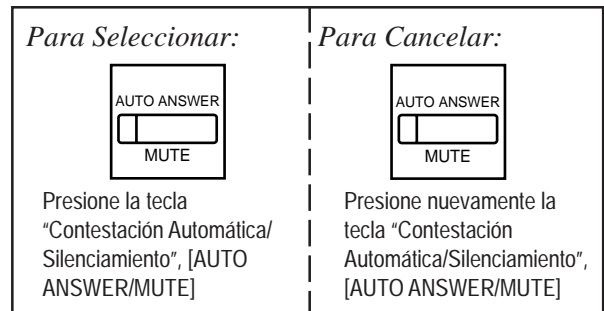 Para Seleccionar:
AUTO ANSWER
MUTE
Presione la tecla
“Contestación Automática/
Silenciamiento”, [AUTO
ANSWER/MUTE]
Para Cancelar:
AUTO ANSWER
MUTE
Presione nuevamente la
tecla “Contestación
Automática/Silenciamiento”,
[AUTO ANSWER/MUTE]